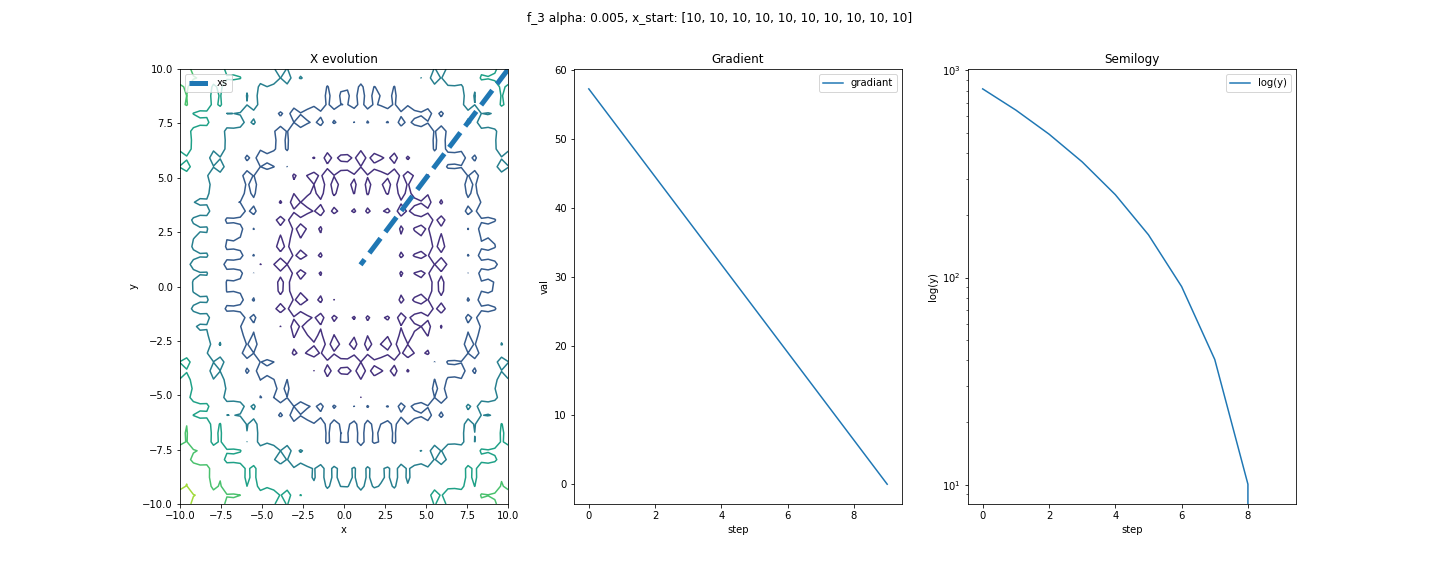 f_3 alpha: 0.005, x_start: [10, 10, 10, 10, 10, 10, 10, 10, 10, 10]
X evolution
xs
10.0
7.5
5.0
2.5
0.0
−2.5
−5.0
−7.5
−10.0
y
−10.0 −7.5 −5.0 −2.5 0.0 2.5 5.0 7.5 10.0
x
Gradient
gradiant
60
50
40
30
20
10
0
val
0 2 4 6 8
step
Semilogy
log(y)
10³
10²
10¹
log(y)
0 2 4 6 8
step